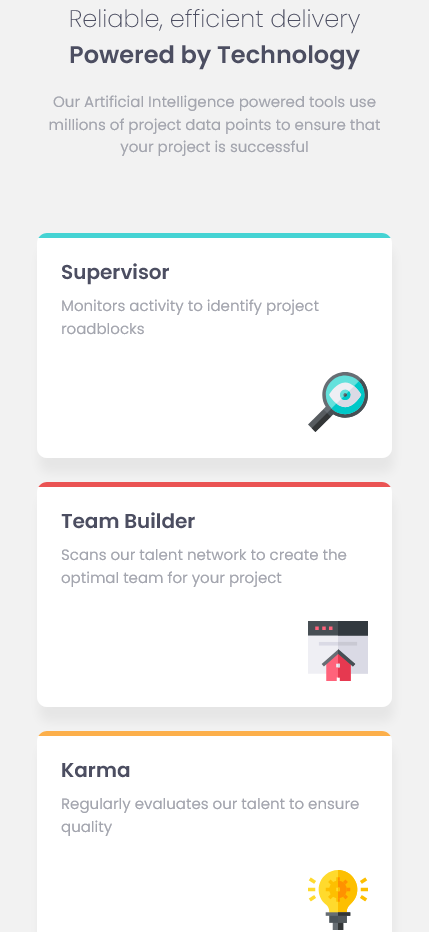 Reliable, efficient delivery
Powered by Technology
Our Artificial Intelligence powered tools use
millions of project data points to ensure that
your project is successful
Supervisor
Monitors activity to identify project
roadblocks
Team Builder
Scans our talent network to create the
optimal team for your project
Karma
Regularly evaluates our talent to ensure
quality